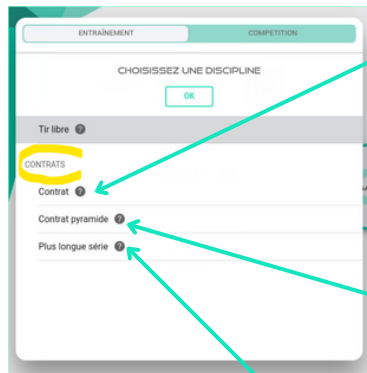 ENTRAÎNEMENT COMPETITION
CHOISISSEZ UNE DISCIPLINE
OK
Tir libre ?
CONTRATS
Contrat ?
Contrat pyramide ?
Plus longue série ?